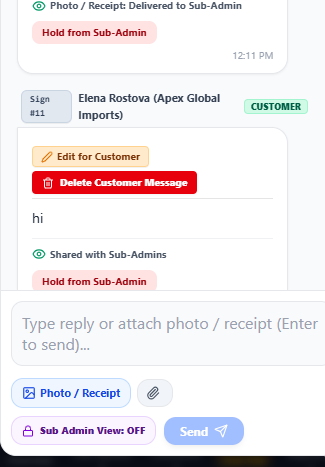 Photo / Receipt: Delivered to Sub-Admin
Hold from Sub-Admin
12:11 PM
Sign
#11
Elena Rostova (Apex Global
Imports)
CUSTOMER
Edit for Customer
Delete Customer Message
hi
Shared with Sub-Admins
Hold from Sub-Admin
Type reply or attach photo / receipt (Enter
to send)...
Photo / Receipt
Sub Admin View: OFF
Send